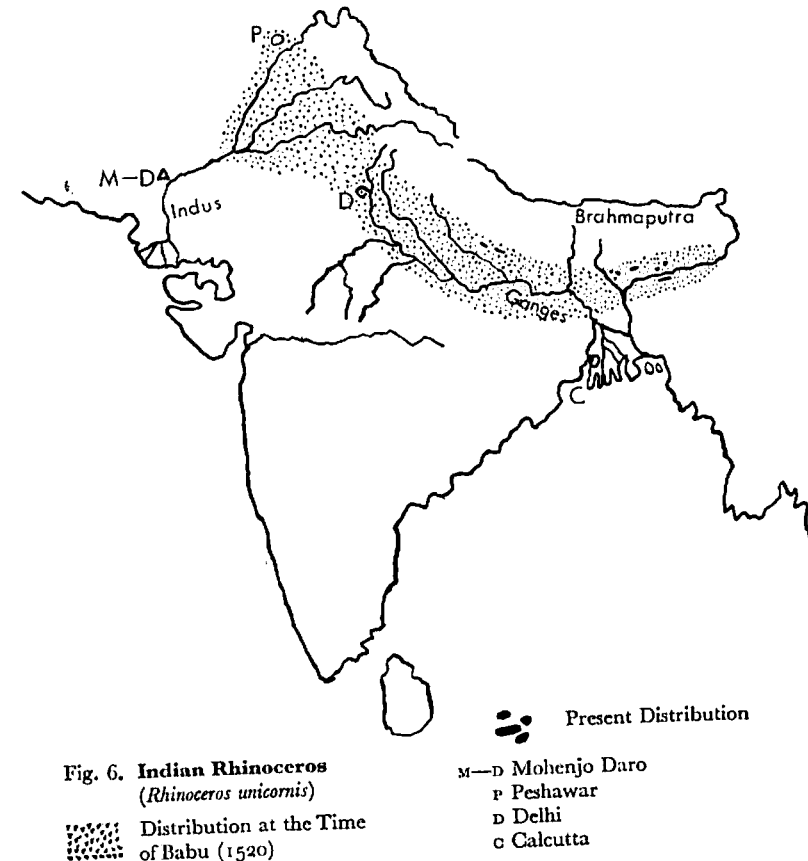 P
M–D
Indus
D
Brahmaputra
Ganges
C
Present Distribution
Fig. 6. Indian Rhinoceros
(Rhinoceros unicornis)
Distribution at the Time
of Babu (1520)
M—D Mohenjo Daro
P Peshawar
D Delhi
C Calcutta